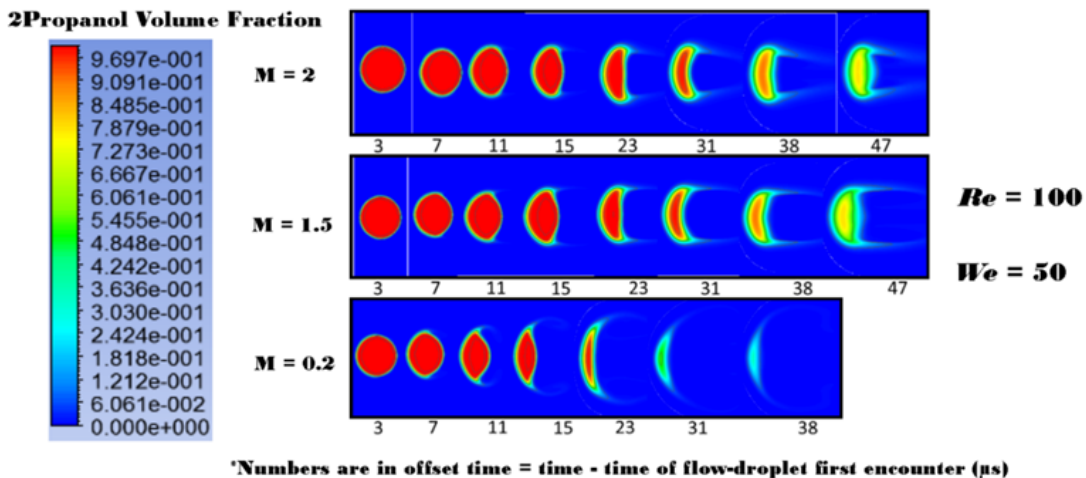 2Propanol Volume Fraction
9.697e-001
9.091e-001
8.485e-001
7.879e-001
7.273e-001
6.667e-001
6.061e-001
5.455e-001
4.848e-001
4.242e-001
3.636e-001
3.030e-001
2.424e-001
1.818e-001
1.212e-001
6.061e-002
0.000e+000
M = 2
3 7 11 15 23 31 38 47
M = 1.5
3 7 11 15 23 31 38 47
M = 0.2
3 7 11 15 23 31 38
Re = 100
We = 50
*Numbers are in offset time = time - time of flow-droplet first encounter (µs)